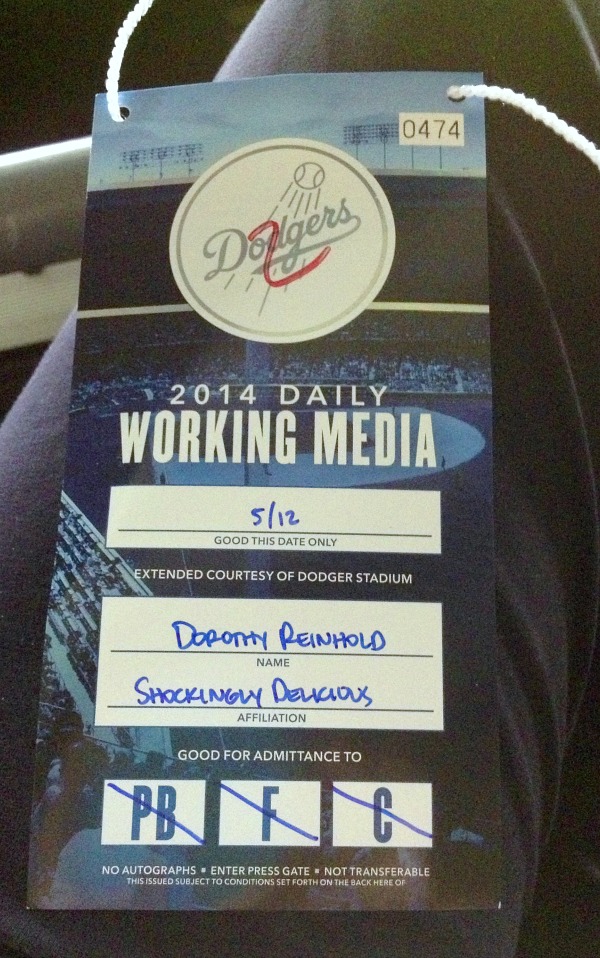 0474
Dodgers
2
2014 DAILY
WORKING MEDIA
5/12
GOOD THIS DATE ONLY
EXTENDED COURTESY OF DODGER STADIUM
DOROTHY REINHOLD
NAME
SHOCKINGLY DELICIOUS
AFFILIATION
GOOD FOR ADMITTANCE TO
PB F C
NO AUTOGRAPHS ▪ ENTER PRESS GATE ▪ NOT TRANSFERABLE
THIS ISSUED SUBJECT TO CONDITIONS SET FORTH ON THE BACK HERE OF